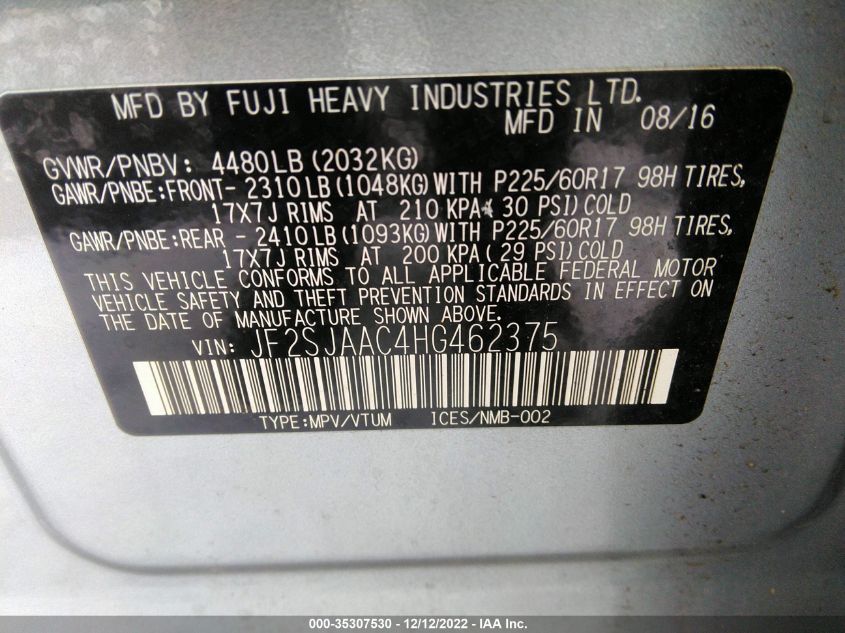 MFD BY FUJI HEAVY INDUSTRIES LTD.
MFD IN 08/16
GVWR/PNBV: 4480LB (2032KG)
GAWR/PNBE:FRONT- 2310LB(1048KG)WITH P225/60R17 98H TIRES,
17X7J RIMS AT 210 KPA( 30 PSI)COLD
GAWR/PNBE:REAR - 2410LB(1093KG)WITH P225/60R17 98H TIRES,
17X7J RIMS AT 200 KPA( 29 PSI)COLD
THIS VEHICLE CONFORMS TO ALL APPLICABLE FEDERAL MOTOR
VEHICLE SAFETY AND THEFT PREVENTION STANDARDS IN EFFECT ON
THE DATE OF MANUFACTURE SHOWN ABOVE.
VIN: JF2SJAAC4HG462375
TYPE:MPV/VTUM ICES/NMB-002
000-35307530 - 12/12/2022 - IAA Inc.